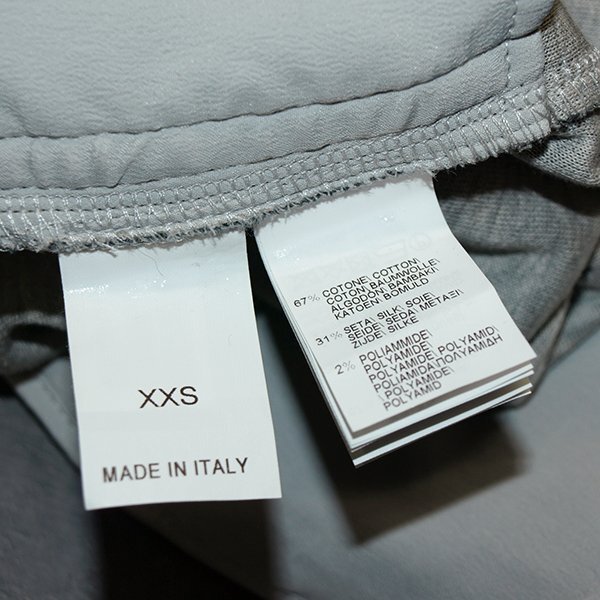 XXS
MADE IN ITALY
67% COTONE\ COTTON\
COTON\ BAUMWOLLE\
ALGODÓN\ BAMBAKI\
KATOEN\ BOMULD
31% SETA\ SILK\ SOIE\
SEIDE\ SEDA\ ΜΕΤΑΞΙ\
ZIJDE\ SILKE
2% POLIAMMIDE\
POLYAMIDE\ POLYAMID\
POLIAMIDA\ ΠΟΛΥΑΜΙΔΗ
POLYAMIDE\
POLYAMID